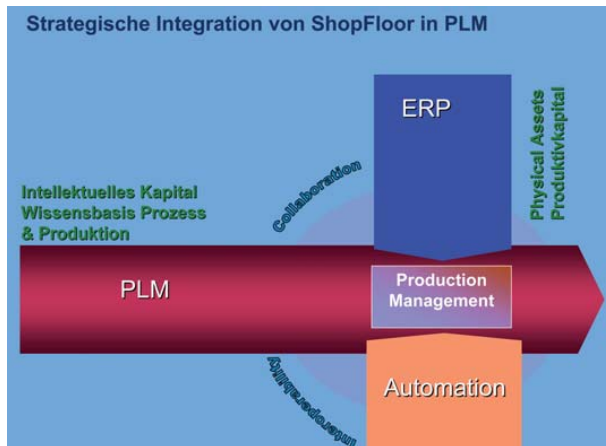 Strategische Integration von ShopFloor in PLM
ERP
Physical Assets
Produktivkapital
Collaboration
Intellektuelles Kapital
Wissensbasis Prozess
& Produktion
PLM
Production
Management
Automation
Interoperability